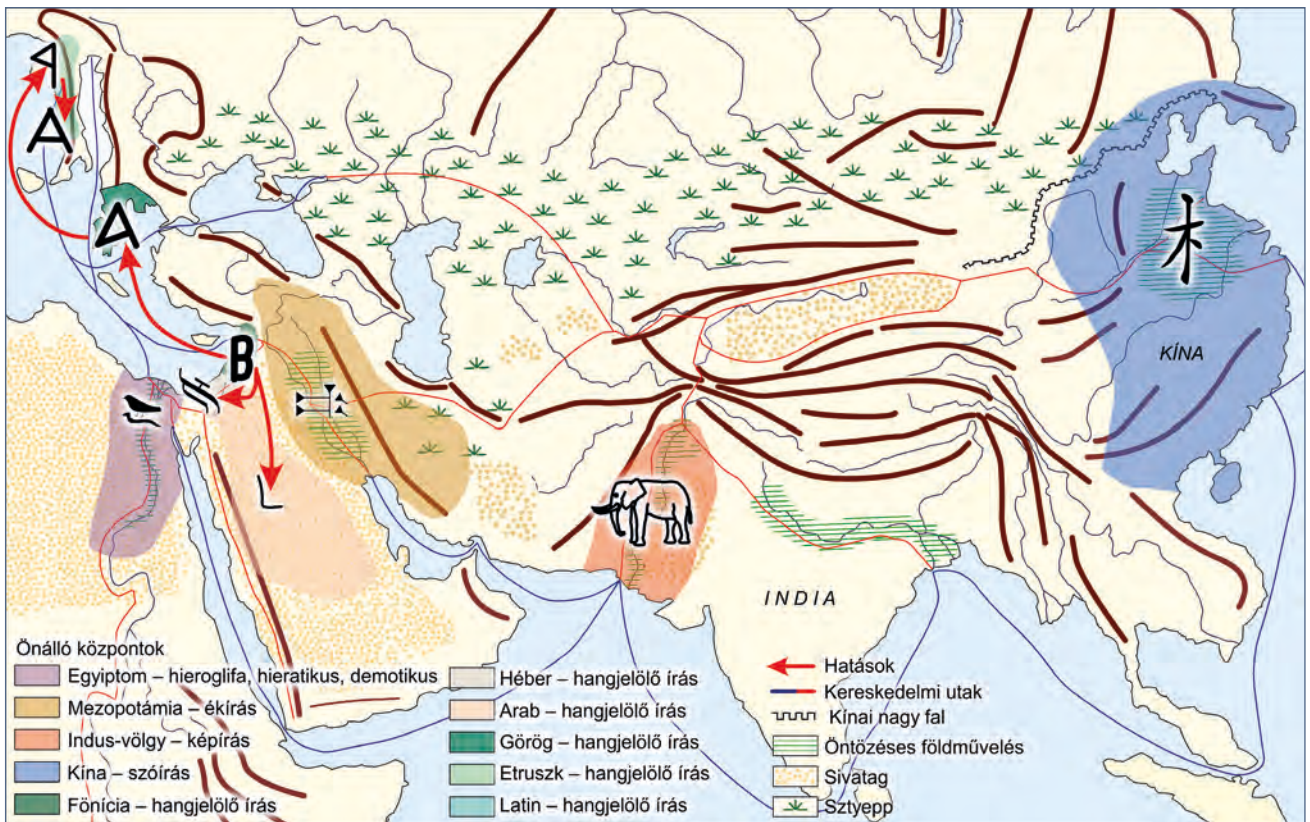 A
A
A
B
木
KÍNA
INDIA
Önálló központok
Egyiptom – hieroglifa, hieratikus, demotikus
Mezopotámia – ékírás
Indus-völgy – képírás
Kína – szóírás
Fönícia – hangjelölő írás
Héber – hangjelölő írás
Arab – hangjelölő írás
Görög – hangjelölő írás
Etruszk – hangjelölő írás
Latin – hangjelölő írás
Hatások
Kereskedelmi utak
Kínai nagy fal
Öntözéses földművelés
Sivatag
Sztyepp